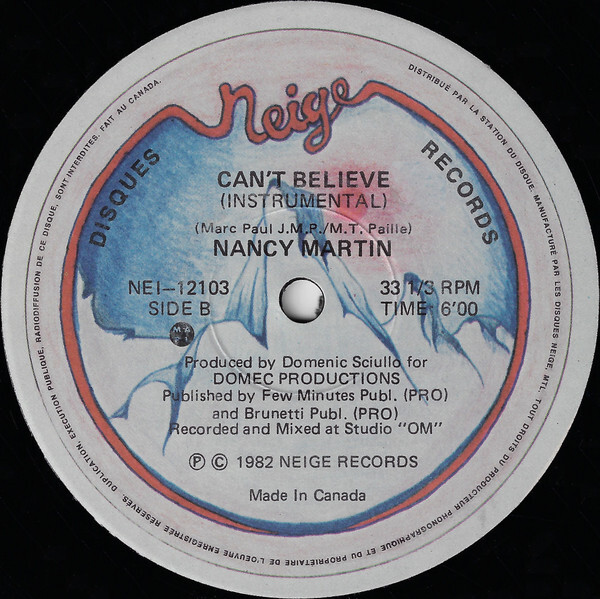 Neige
DISQUES
RECORDS
CAN'T BELIEVE
(INSTRUMENTAL)
(Marc Paul J.M.P./M.T. Paille)
NANCY MARTIN
NEI-12103
SIDE B
33 1/3 RPM
TIME: 6'00
Produced by Domenic Sciullo for
DOMEC PRODUCTIONS
Published by Few Minutes Publ. (PRO)
and Brunetti Publ. (PRO)
Recorded and Mixed at Studio "OM"
Ⓟ © 1982 NEIGE RECORDS
Made In Canada
DISTRIBUÉ PAR LA STATION DU DISQUE. MANUFACTURÉ PAR LES DISQUES NEIGE, MTL. TOUT DROITS DU PRODUCTEUR PHONOGRAPHIQUE ET DU PROPRIÉTAIRE DE L'OEUVRE ENREGISTRÉE RÉSERVÉS. DUPLICATION, EXÉCUTION PUBLIQUE, RADIODIFFUSION DE CE DISQUE, SONT INTERDITES. FAIT AU CANADA.